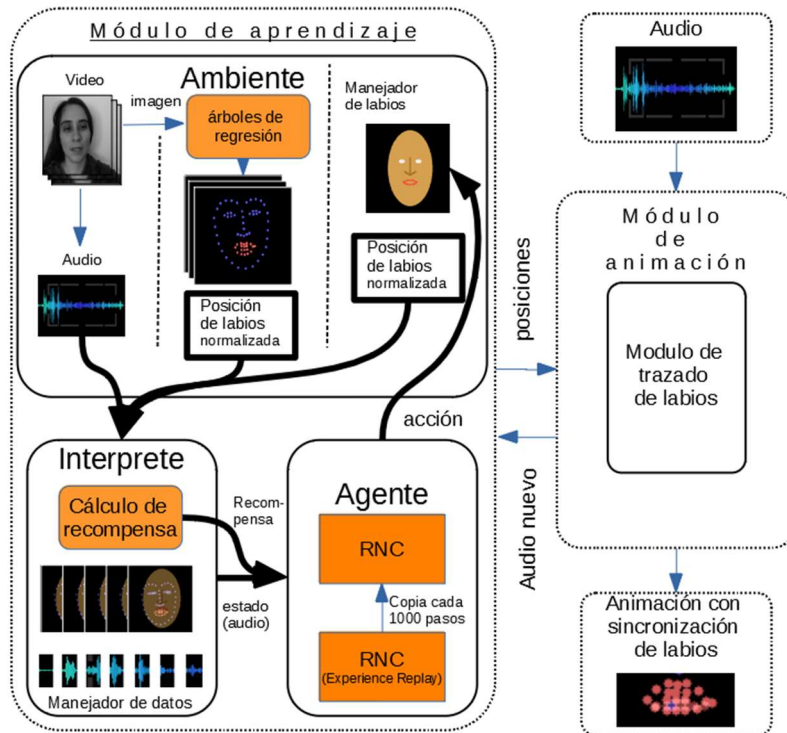 Módulo de aprendizaje
Video
imagen
Ambiente
árboles de
regresión
Manejador
de labios
Audio
Posición
de labios
normalizada
Posición
de labios
normalizada
Interprete
Cálculo de
recompensa
Manejador de datos
Recom-
pensa
estado
(audio)
acción
Agente
RNC
Copia cada
1000 pasos
RNC
(Experience Replay)
posiciones
Audio nuevo
Audio
Módulo
de
animación
Modulo de
trazado
de labios
Animación con
sincronización
de labios